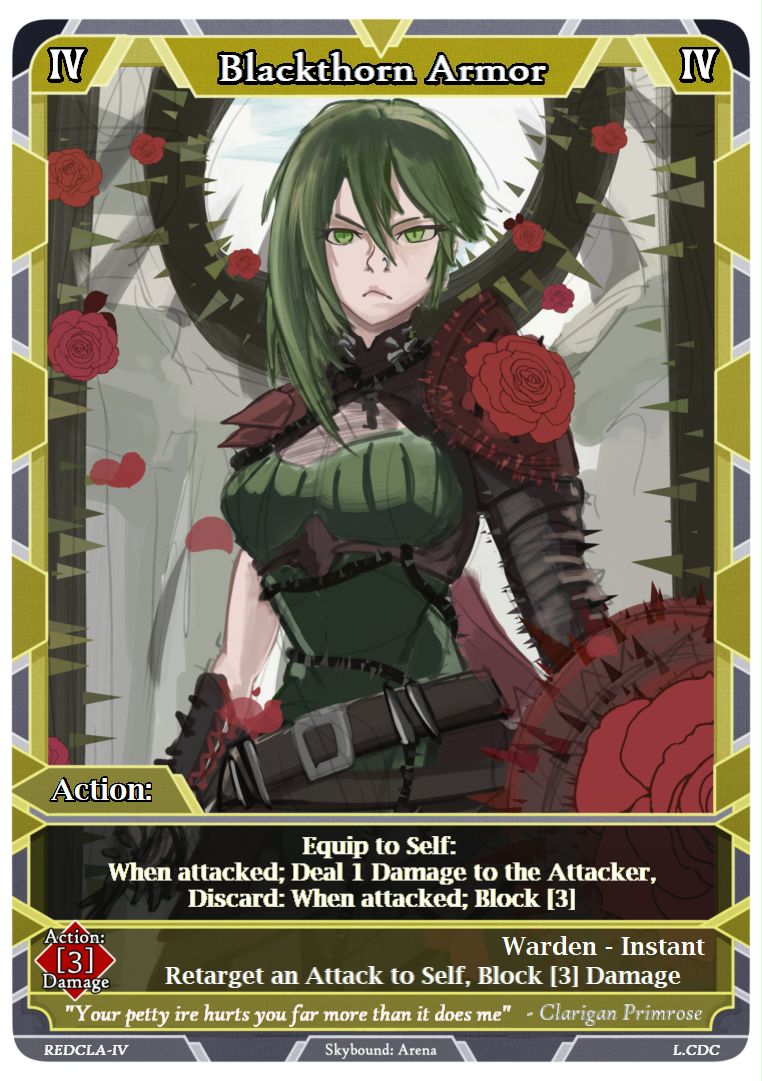 IV Blackthorn Armor IV
Action:
Equip to Self:
When attacked; Deal 1 Damage to the Attacker,
Discard: When attacked; Block [3]
Action:
[3]
Damage
Warden - Instant
Retarget an Attack to Self, Block [3] Damage
"Your petty ire hurts you far more than it does me" - Clarigan Primrose
REDCLA-IV Skybound: Arena L.CDC